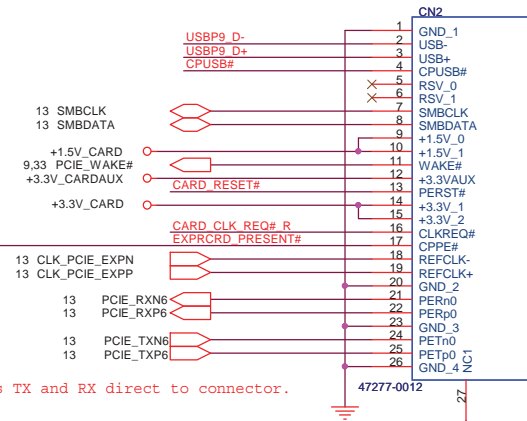 CN2
1 GND_1
USBP9_D- 2 USB-
USBP9_D+ 3 USB+
CPUSB# 4 CPUSB#
5 RSV_0
6 RSV_1
13 SMBCLK 7 SMBCLK
13 SMBDATA 8 SMBDATA
9 +1.5V_0
+1.5V_CARD 10 +1.5V_1
9,33 PCIE_WAKE# 11 WAKE#
+3.3V_CARDAUX 12 +3.3VAUX
CARD_RESET# 13 PERST#
+3.3V_CARD 14 +3.3V_1
15 +3.3V_2
CARD_CLK_REQ#_R 16 CLKREQ#
EXPRCRD_PRESENT# 17 CPPE#
13 CLK_PCIE_EXPN 18 REFCLK-
13 CLK_PCIE_EXPP 19 REFCLK+
20 GND_2
13 PCIE_RXN6 21 PERn0
13 PCIE_RXP6 22 PERp0
23 GND_3
13 PCIE_TXN6 24 PETn0
13 PCIE_TXP6 25 PETp0
26 GND_4
NC1
27
s TX and RX direct to connector.
47277-0012